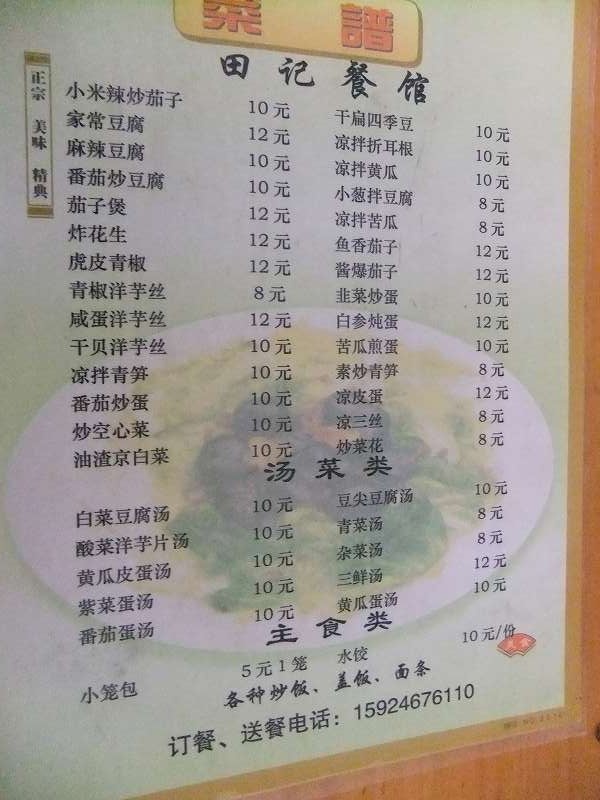 菜譜
田记餐馆
正宗 美味 精典
小米辣炒茄子 10元 干扁四季豆 10元
家常豆腐 12元 凉拌折耳根 10元
麻辣豆腐 10元 凉拌黄瓜 10元
番茄炒豆腐 10元 小葱拌豆腐 8元
茄子煲 12元 凉拌苦瓜 8元
炸花生 12元 鱼香茄子 12元
虎皮青椒 12元 酱爆茄子 12元
青椒洋芋丝 8元 韭菜炒蛋 10元
咸蛋洋芋丝 12元 白参炖蛋 12元
干贝洋芋丝 10元 苦瓜煎蛋 10元
凉拌青笋 10元 素炒青笋 8元
番茄炒蛋 10元 凉皮蛋 12元
炒空心菜 10元 凉三丝 8元
油渣京白菜 10元 炒菜花 8元
汤菜类
白菜豆腐汤 10元 豆尖豆腐汤 10元
酸菜洋芋片汤 10元 青菜汤 8元
黄瓜皮蛋汤 10元 杂菜汤 8元
紫菜蛋汤 10元 三鲜汤 12元
番茄蛋汤 10元 黄瓜蛋汤 10元
主食类
小笼包 5元1笼 水饺 10元/份
各种炒饭、盖饭、面条
订餐、送餐电话：15924676110